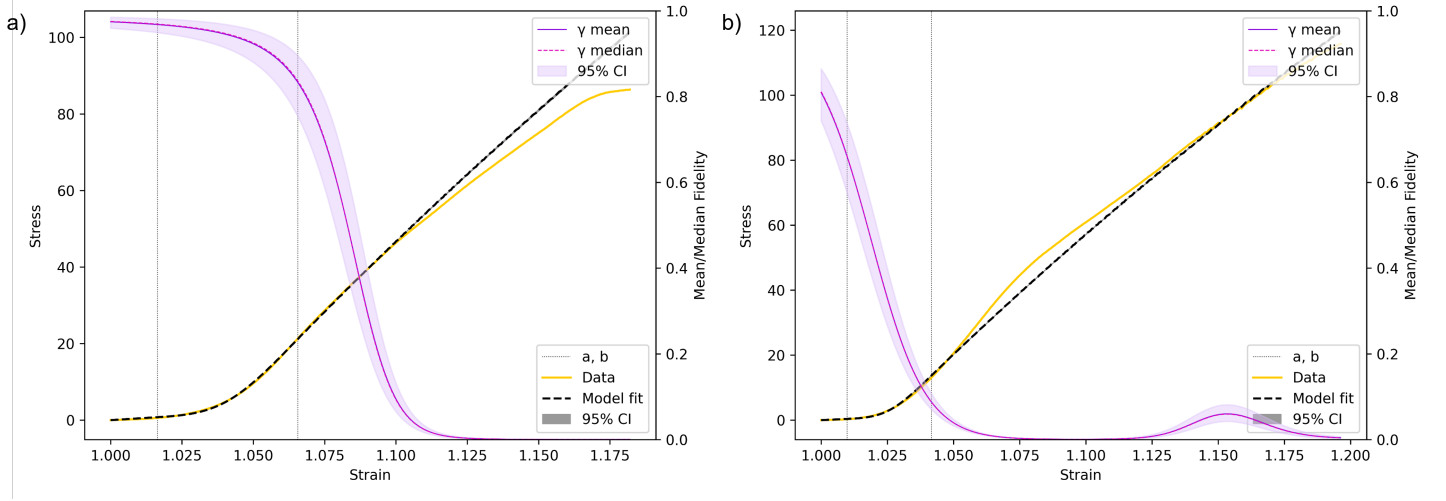 a)
γ mean
γ median
95% CI
100
80
60
40
20
0
Stress
1.0
0.8
0.6
0.4
0.2
0.0
Mean/Median Fidelity
a, b
Data
Model fit
95% CI
1.000
1.025
1.050
1.075
1.100
1.125
1.150
1.175
Strain
b)
γ mean
γ median
95% CI
120
100
80
60
40
20
0
Stress
1.0
0.8
0.6
0.4
0.2
0.0
Mean/Median Fidelity
a, b
Data
Model fit
95% CI
1.000
1.025
1.050
1.075
1.100
1.125
1.150
1.175
1.200
Strain